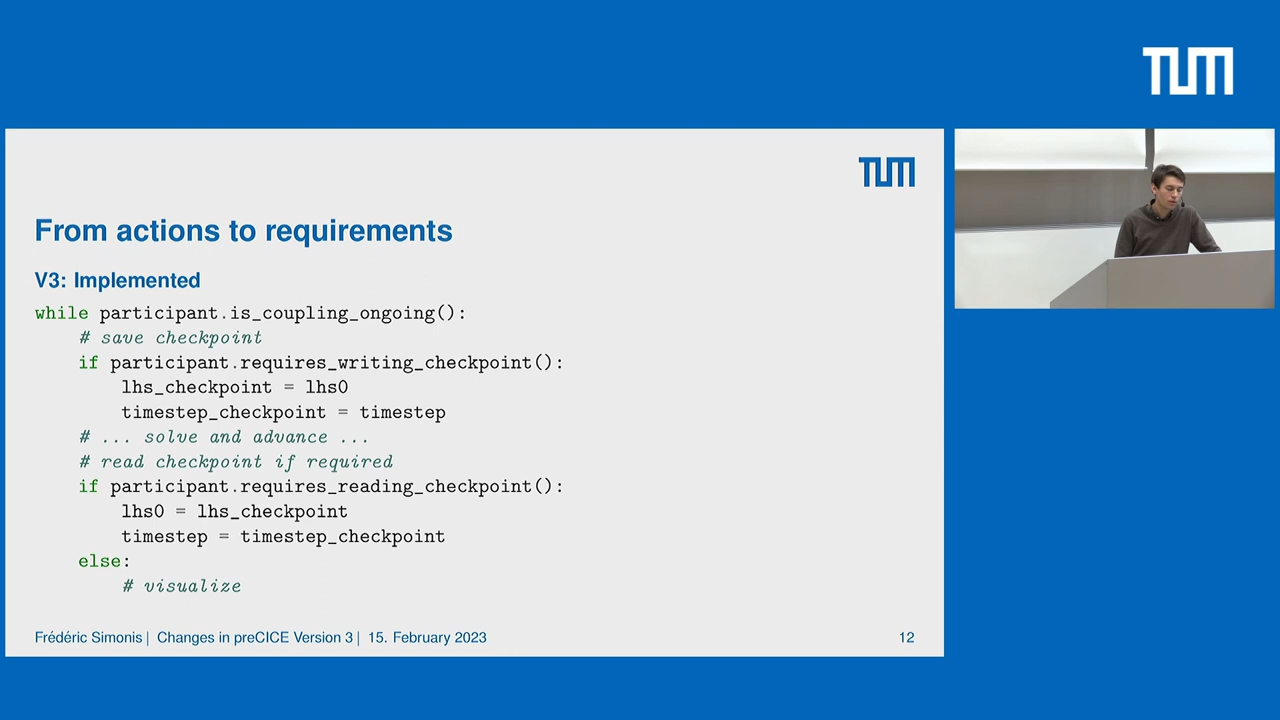 TUM
TUM
From actions to requirements
V3: Implemented
while participant.is_coupling_ongoing():
    # save checkpoint
    if participant.requires_writing_checkpoint():
        lhs_checkpoint = lhs0
        timestep_checkpoint = timestep
    # ... solve and advance ...
    # read checkpoint if required
    if participant.requires_reading_checkpoint():
        lhs0 = lhs_checkpoint
        timestep = timestep_checkpoint
    else:
        # visualize
Frédéric Simonis | Changes in preCICE Version 3 | 15. February 2023 12